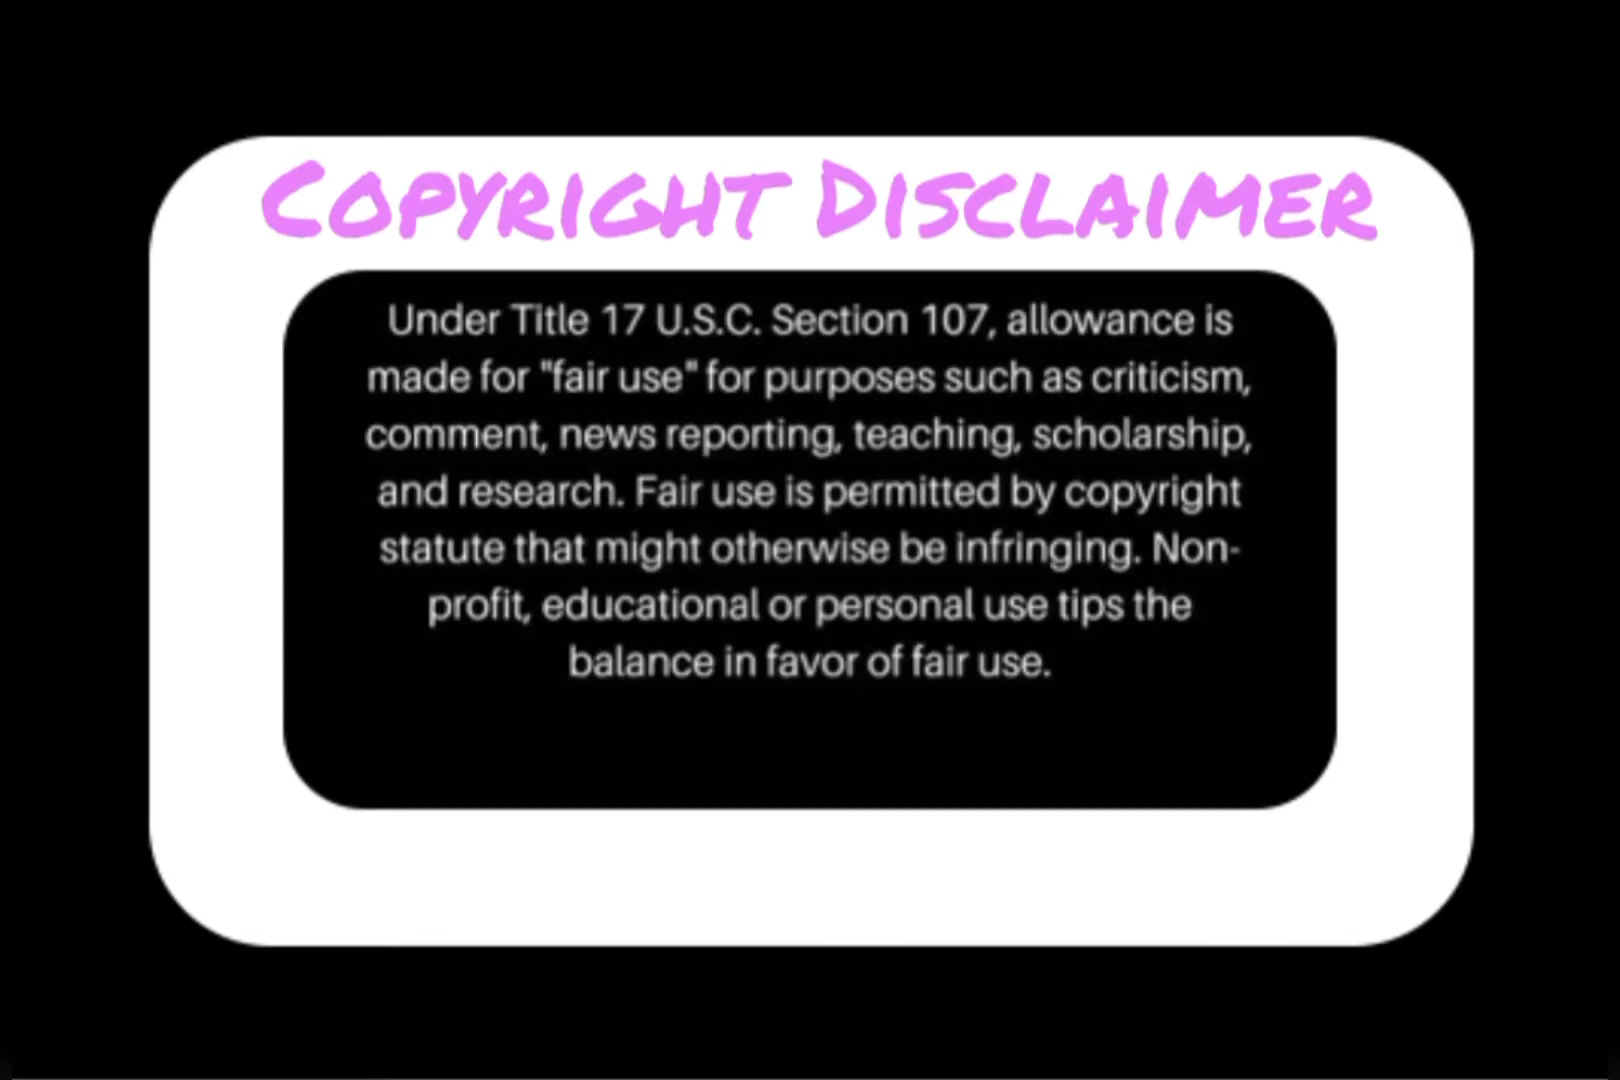 COPYRIGHT DISCLAIMER
Under Title 17 U.S.C. Section 107, allowance is
made for "fair use" for purposes such as criticism,
comment, news reporting, teaching, scholarship,
and research. Fair use is permitted by copyright
statute that might otherwise be infringing. Non-
profit, educational or personal use tips the
balance in favor of fair use.